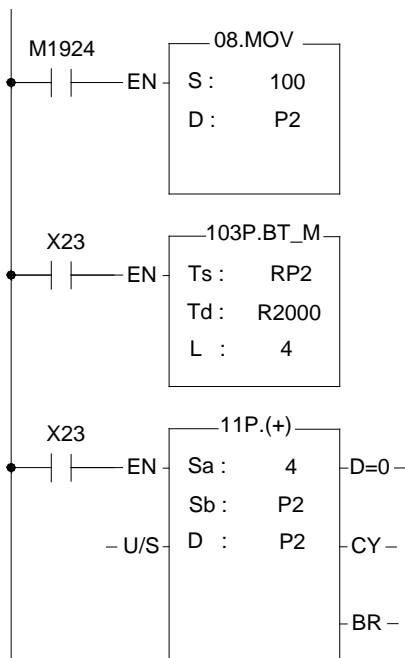 M1924
08.MOV
EN
S : 100
D : P2
X23
103P.BT_M
EN
Ts : RP2
Td : R2000
L : 4
X23
11P.(+)
EN
Sa : 4
D=0
Sb : P2
U/S
D : P2
CY
BR